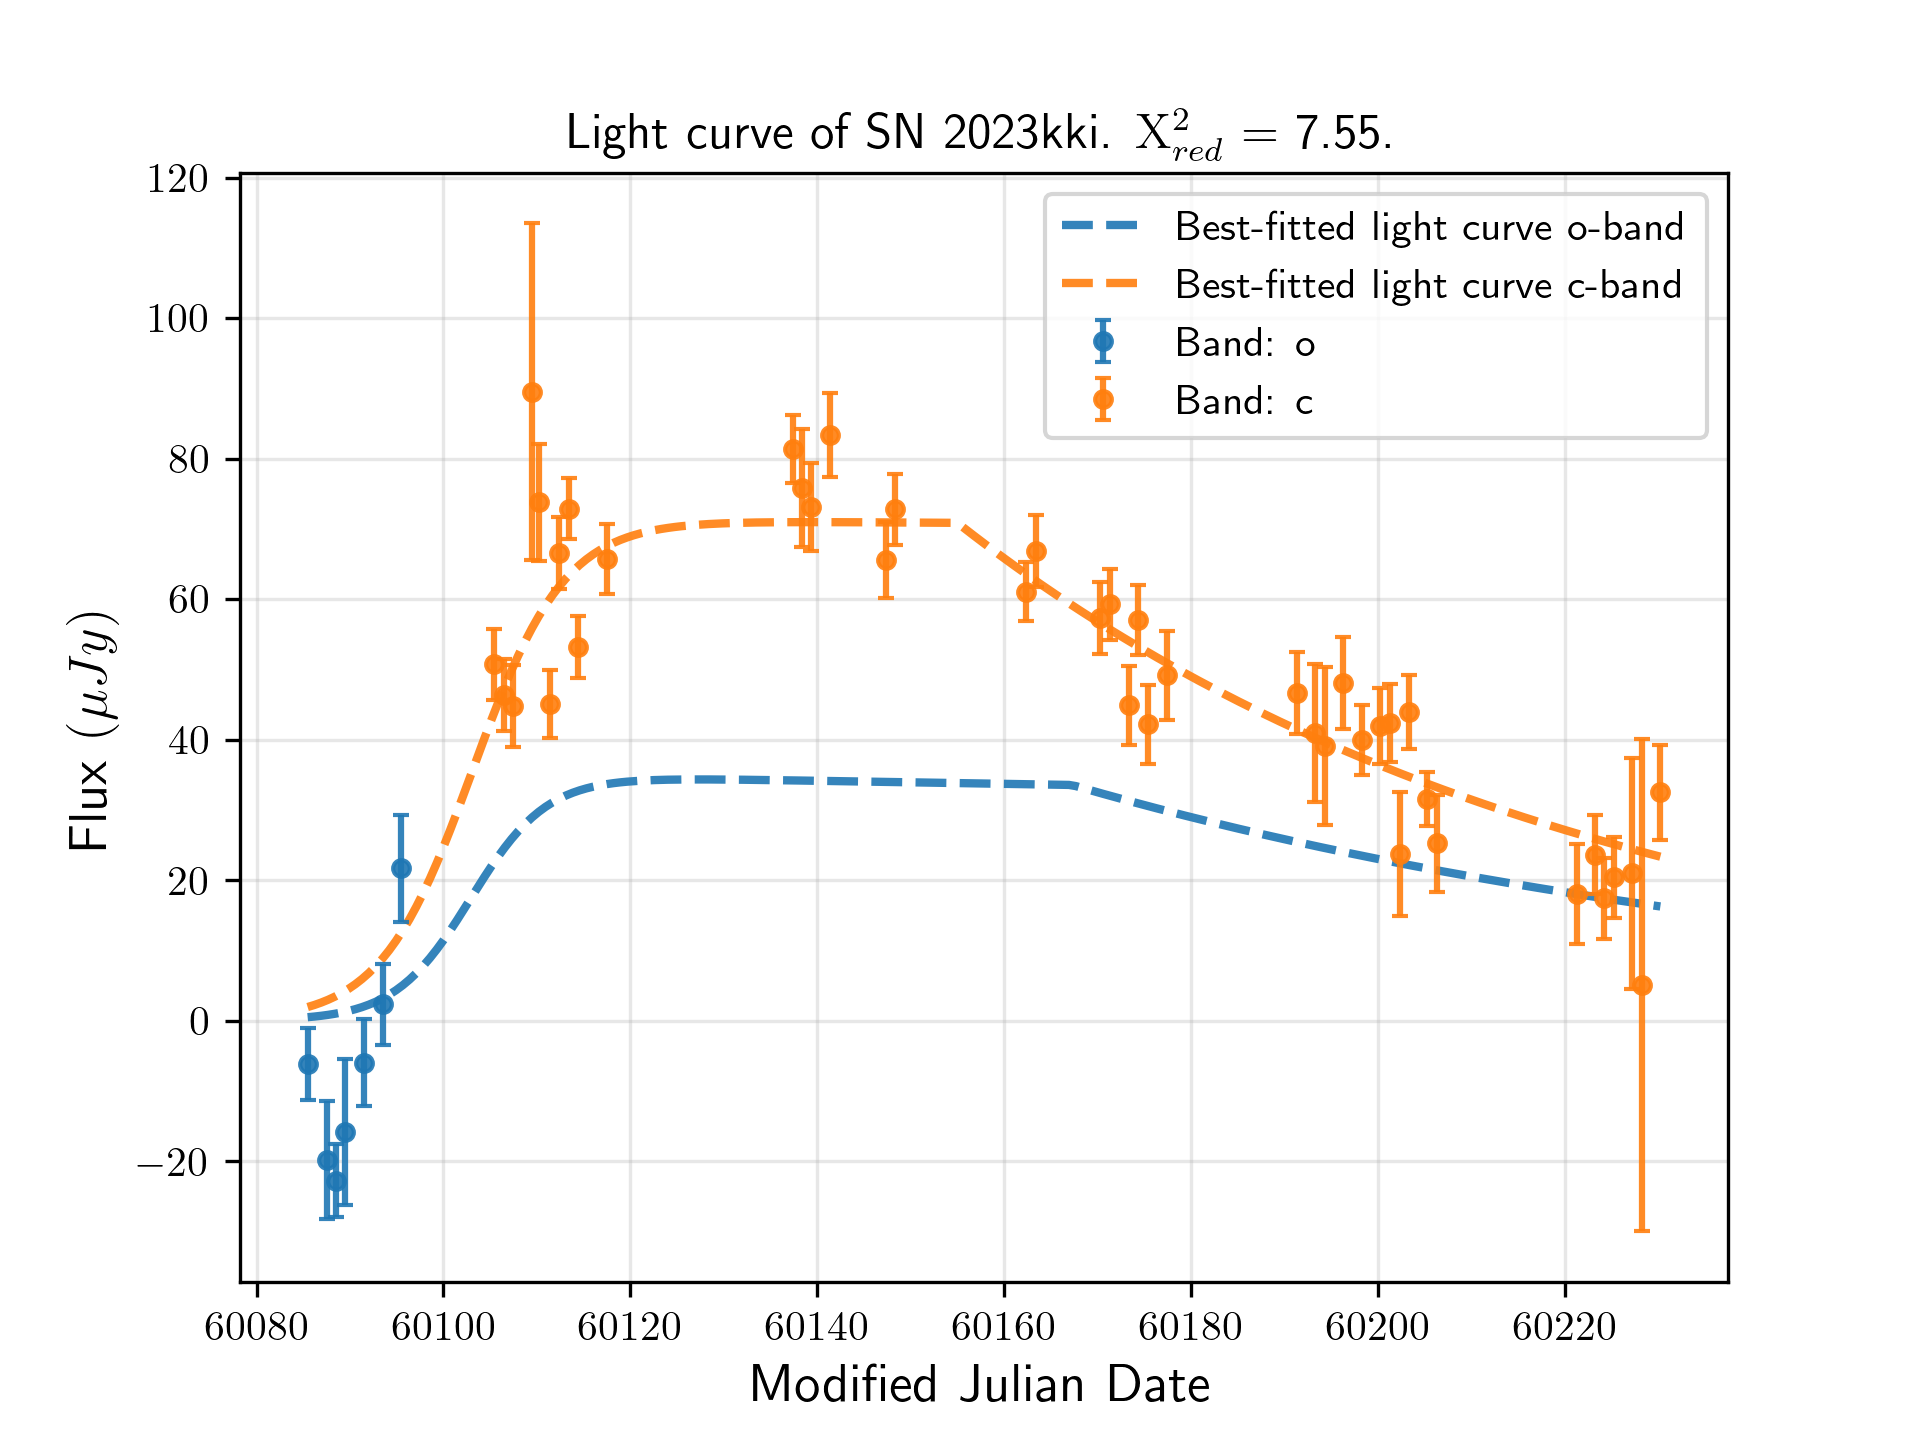 Light curve of SN 2023kki. X²_red = 7.55.
120
100
80
60
40
20
0
−20
Flux (μJy)
Best-fitted light curve o-band
Best-fitted light curve c-band
Band: o
Band: c
60080 60100 60120 60140 60160 60180 60200 60220
Modified Julian Date